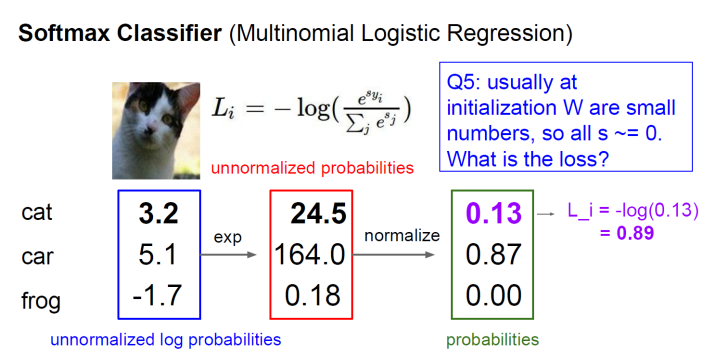 Softmax Classifier (Multinomial Logistic Regression)
L_i = − log( e^{s_{y_i}} / ∑_j e^{s_j} )
Q5: usually at
initialization W are small
numbers, so all s ~= 0.
What is the loss?
unnormalized probabilities
cat 3.2 24.5 0.13 L_i = -log(0.13)
= 0.89
exp normalize
car 5.1 164.0 0.87
frog -1.7 0.18 0.00
unnormalized log probabilities probabilities